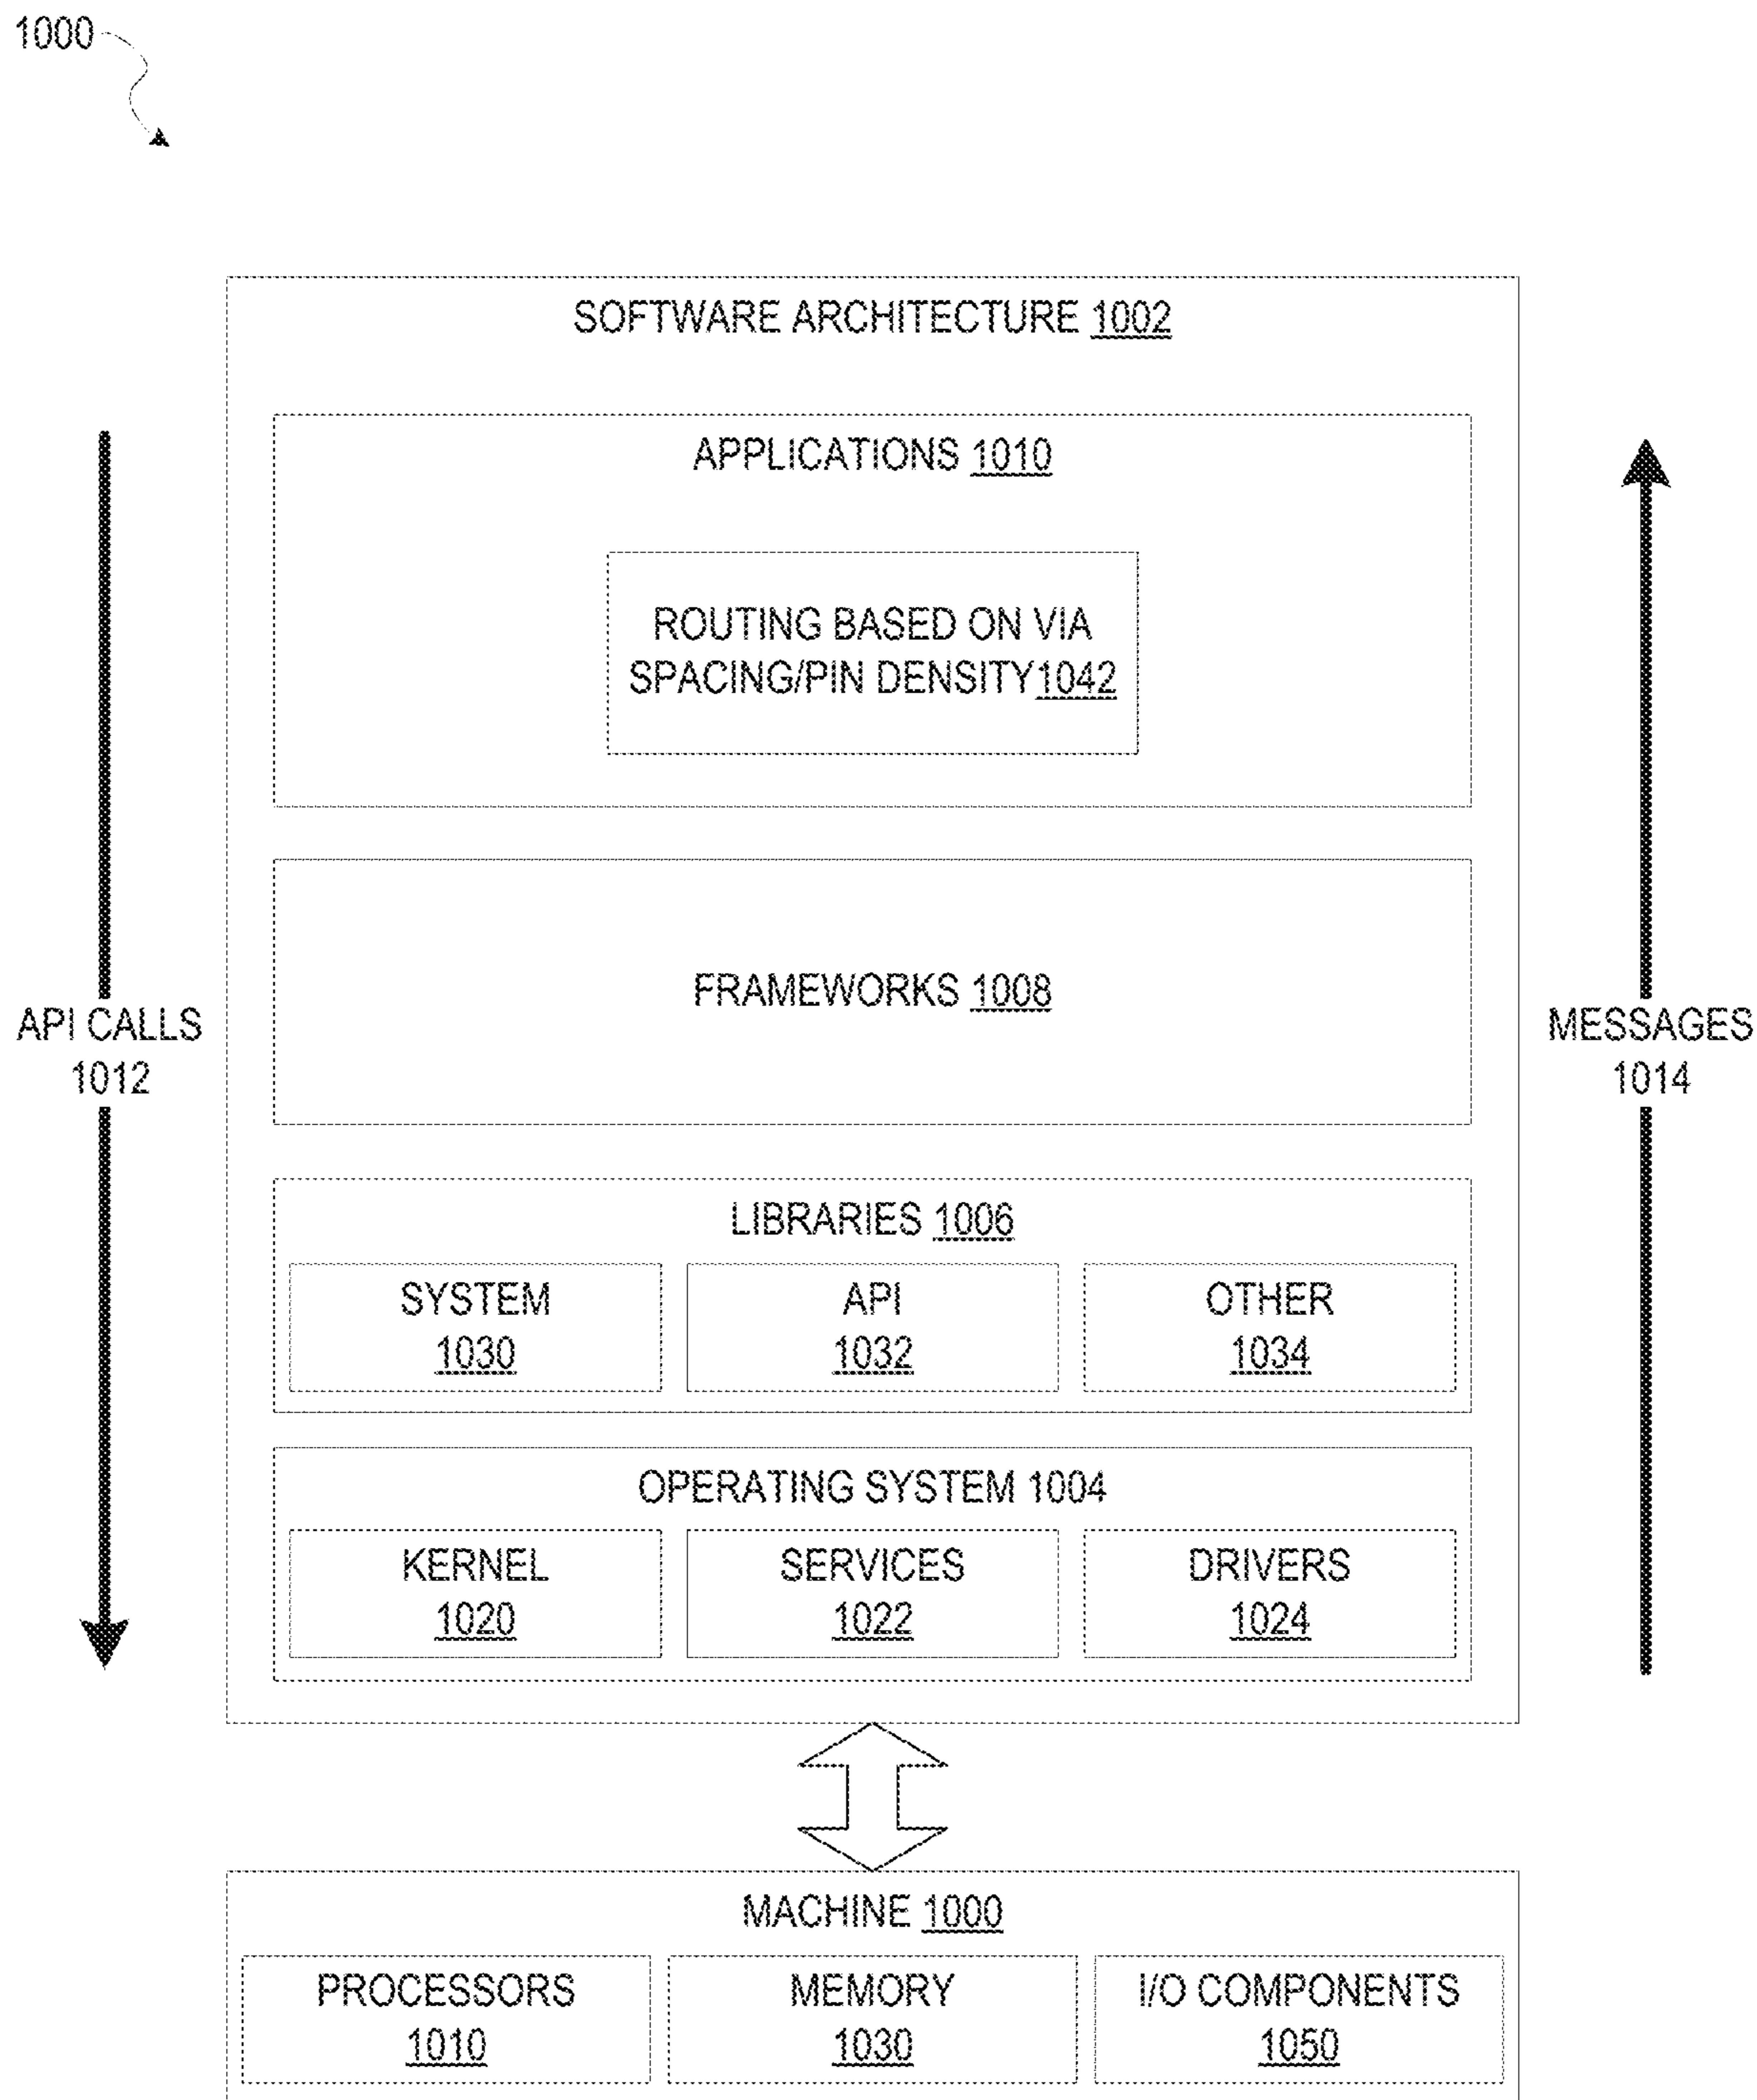 1000
SOFTWARE ARCHITECTURE 1002
APPLICATIONS 1010
ROUTING BASED ON VIA
SPACING/PIN DENSITY1042
FRAMEWORKS 1008
API CALLS
1012
MESSAGES
1014
LIBRARIES 1006
SYSTEM
1030
API
1032
OTHER
1034
OPERATING SYSTEM 1004
KERNEL
1020
SERVICES
1022
DRIVERS
1024
MACHINE 1000
PROCESSORS
1010
MEMORY
1030
I/O COMPONENTS
1050